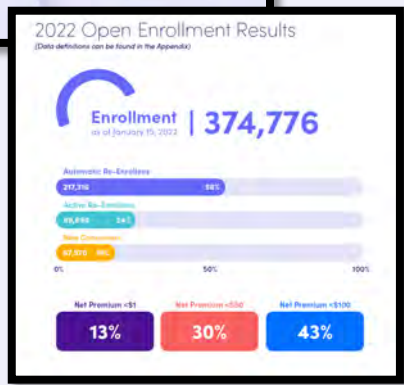 2022 Open Enrollment Results
(Data definitions can be found in the Appendix)
Enrollment | 374,776
as of January 15, 2022
Automatic Re-Enrollees
58%
Active Re-Enrollees
24%
New Consumers
0% 50% 100%
Net Premium <$1 Net Premium <$50 Net Premium <$100
13% 30% 43%